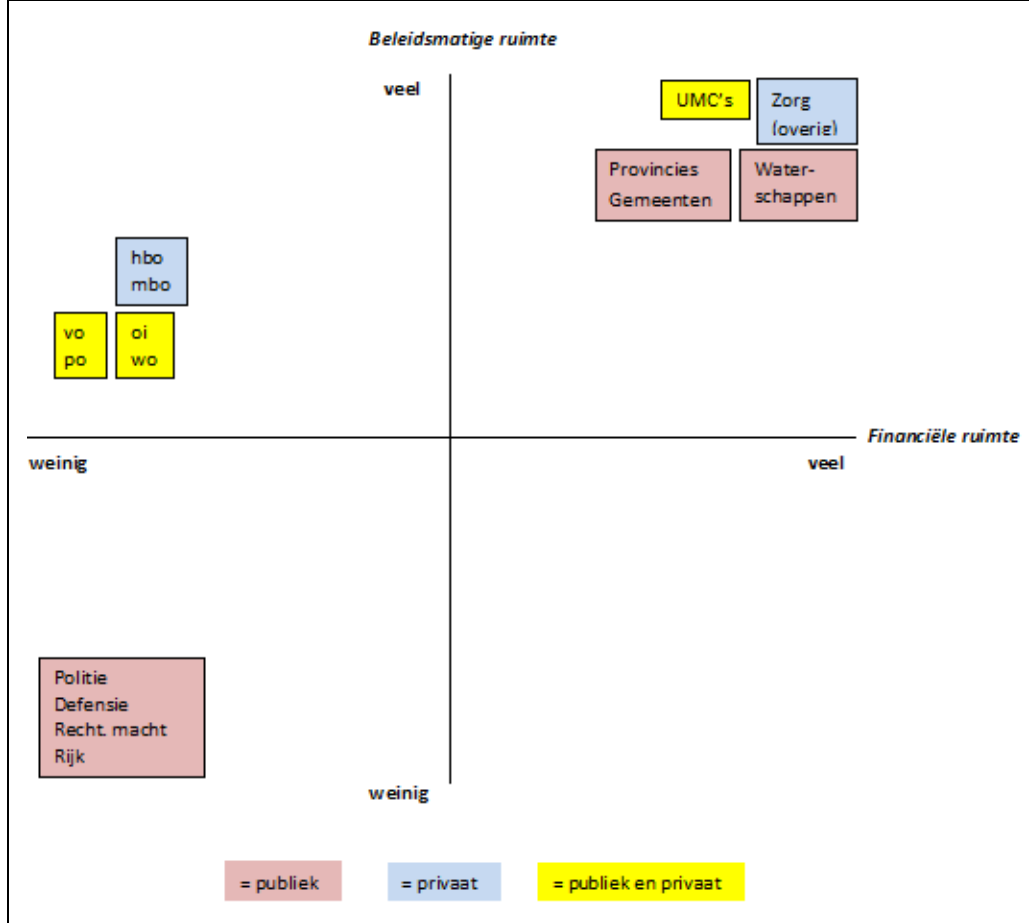 Beleidsmatige ruimte
veel
UMC's
Zorg
(overig)
Provincies
Gemeenten
Water-
schappen
hbo
mbo
vo
po
oi
wo
Financiële ruimte
weinig
veel
Politie
Defensie
Recht. macht
Rijk
weinig
= publiek
= privaat
= publiek en privaat